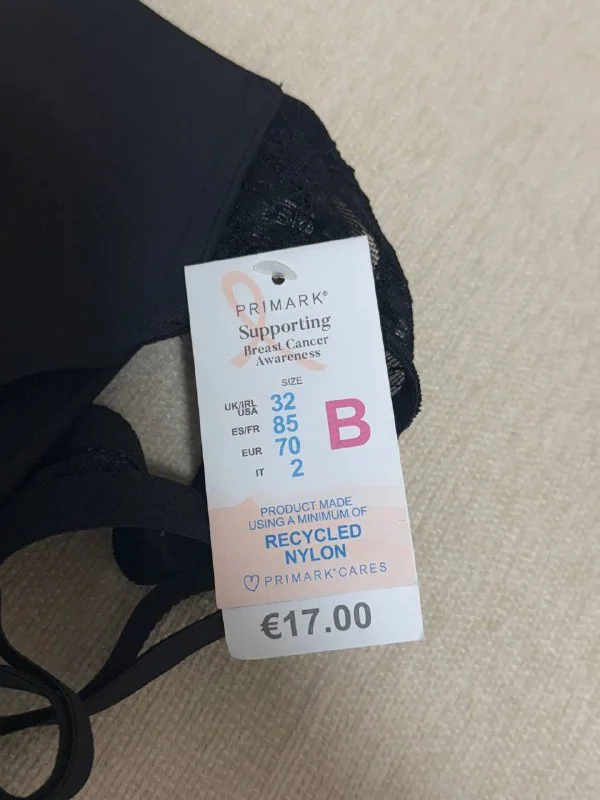 PRIMARK®
Supporting
Breast Cancer
Awareness
SIZE
UK/IRL
USA 32
ES/FR 85
EUR 70
IT 2
B
PRODUCT MADE
USING A MINIMUM OF
RECYCLED
NYLON
PRIMARK® CARES
€17.00